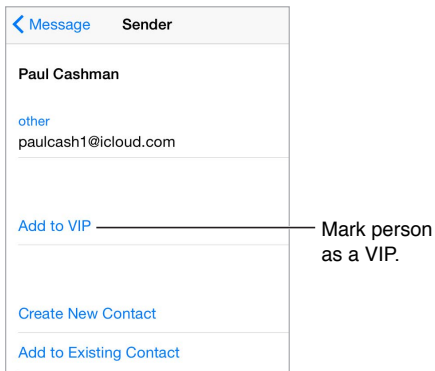 Message Sender
Paul Cashman
other
paulcash1@icloud.com
Add to VIP
Mark person
as a VIP.
Create New Contact
Add to Existing Contact